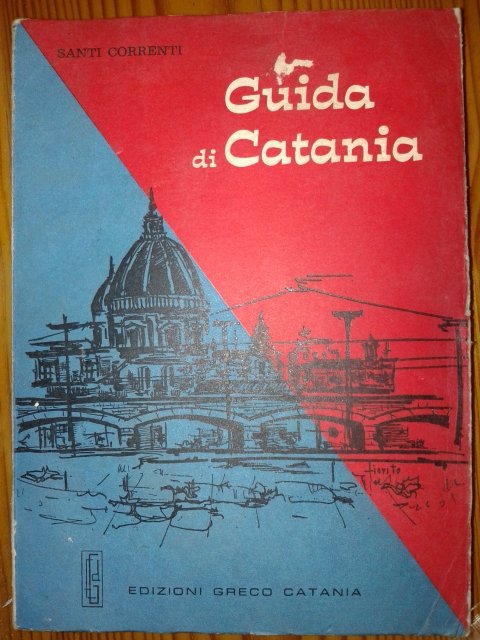 SANTI CORRENTI
Guida
di Catania
EDIZIONI GRECO CATANIA